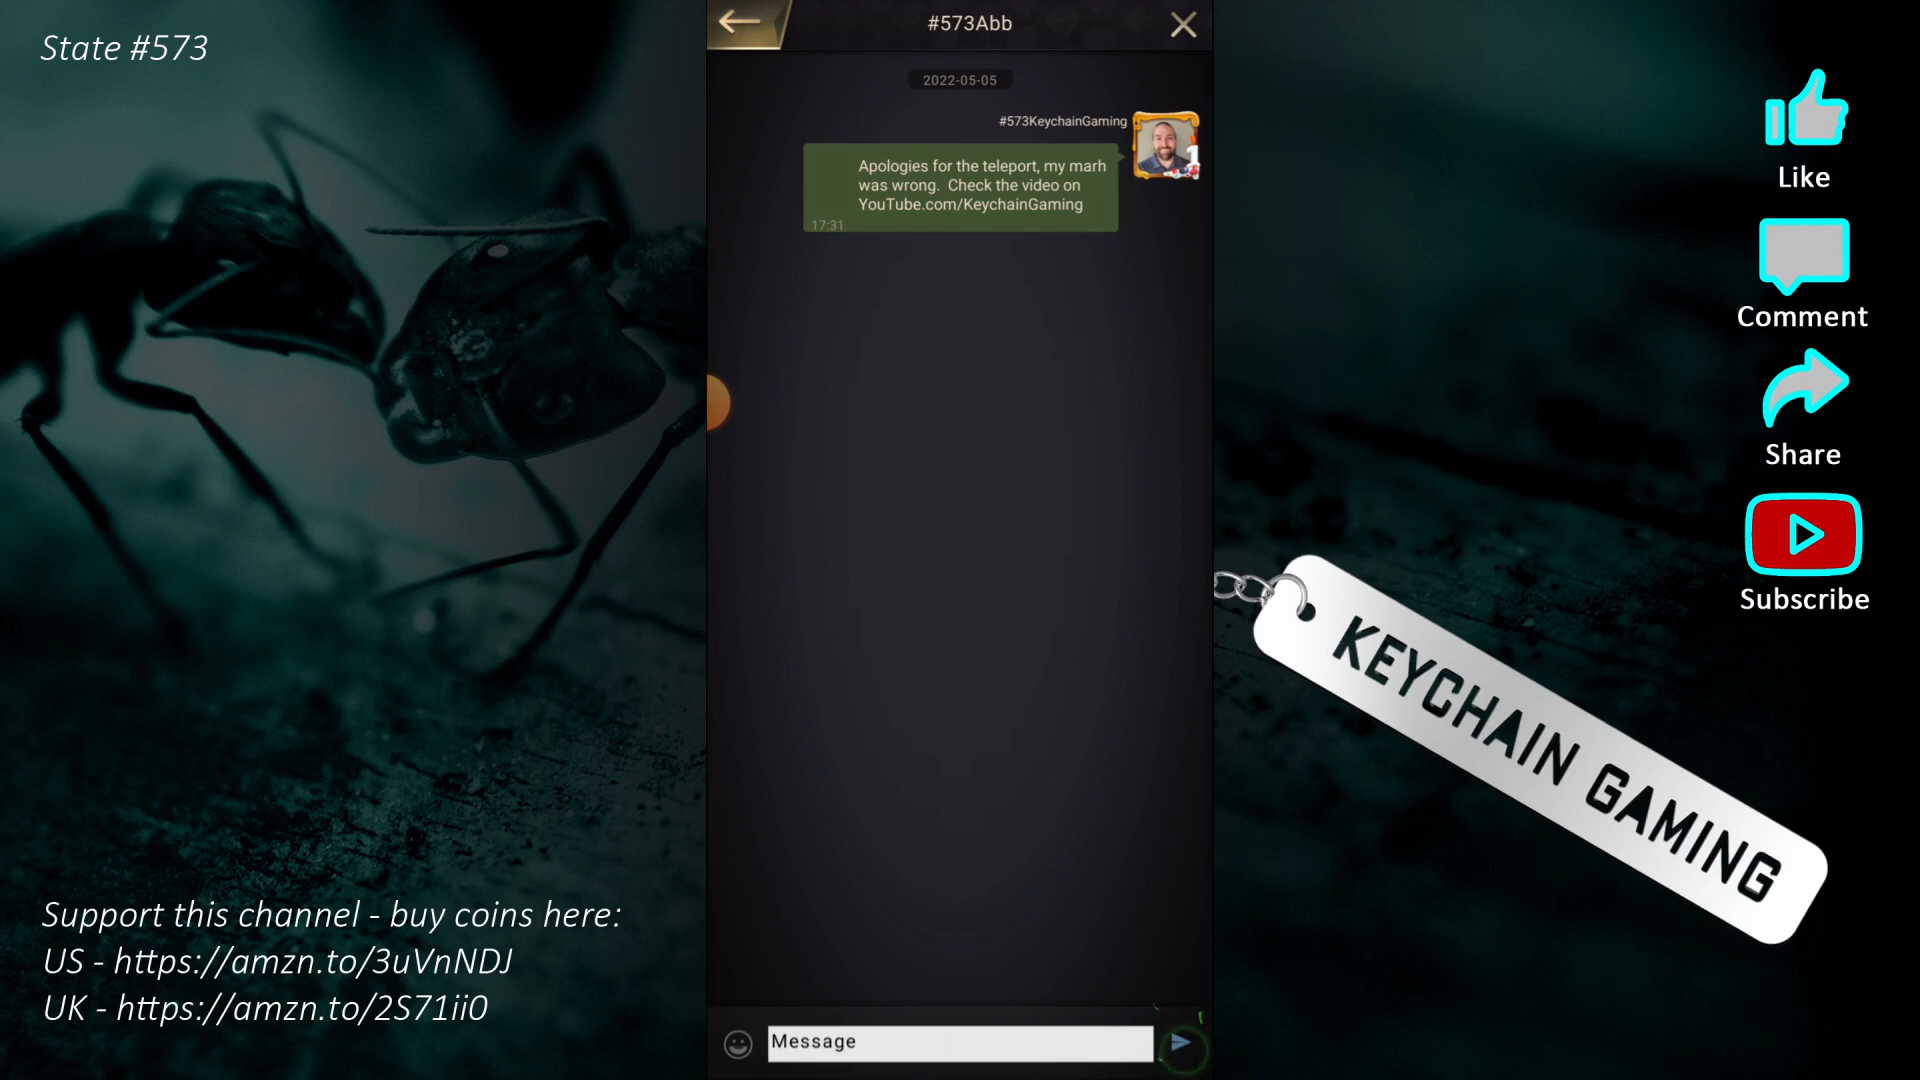 State #573
#573Abb
2022-05-05
#573KeychainGaming
Apologies for the teleport, my marh
was wrong.  Check the video on
YouTube.com/KeychainGaming
17:31
1
Message
Like
Comment
Share
Subscribe
KEYCHAIN GAMING
Support this channel - buy coins here:
US - https://amzn.to/3uVnNDJ
UK - https://amzn.to/2S71ii0